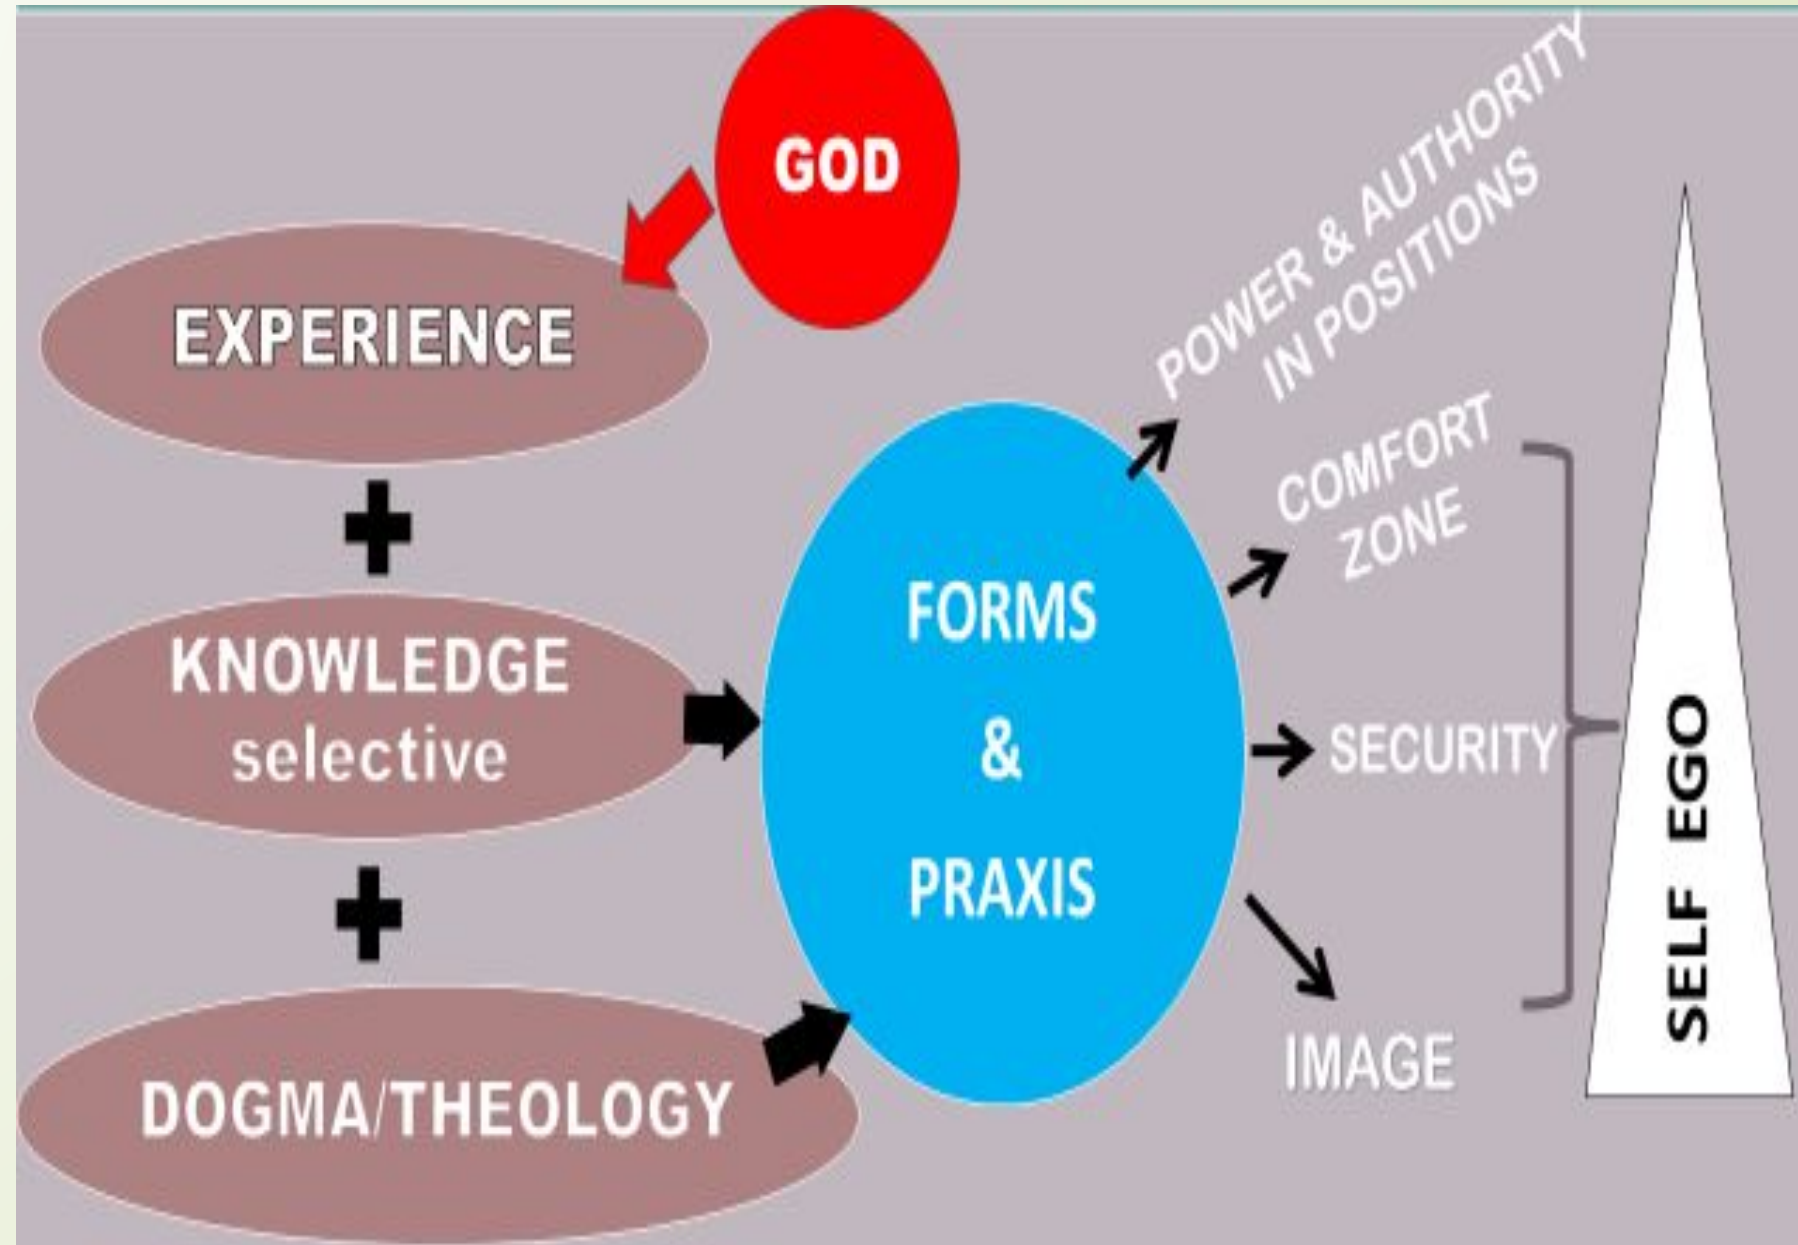 GOD
EXPERIENCE
KNOWLEDGE
selective
DOGMA/THEOLOGY
FORMS
&
PRAXIS
POWER & AUTHORITY
IN POSITIONS
COMFORT
ZONE
SECURITY
IMAGE
SELF EGO